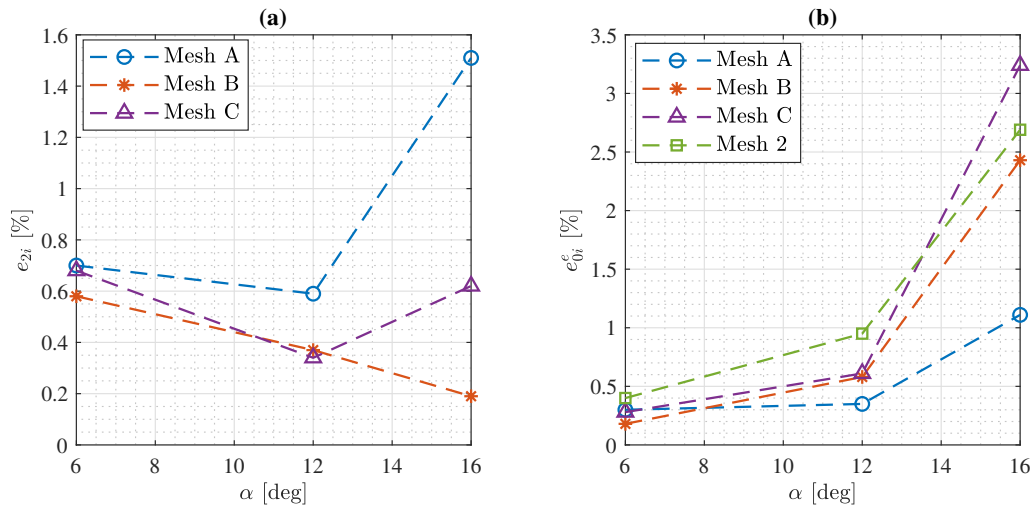 (a)
1.6
1.4
1.2
1
0.8
0.6
0.4
0.2
0
6
8
10
12
14
16
α [deg]
e2i [%]
Mesh A
Mesh B
Mesh C
(b)
3.5
3
2.5
2
1.5
1
0.5
0
6
8
10
12
14
16
α [deg]
e^e_0i [%]
Mesh A
Mesh B
Mesh C
Mesh 2